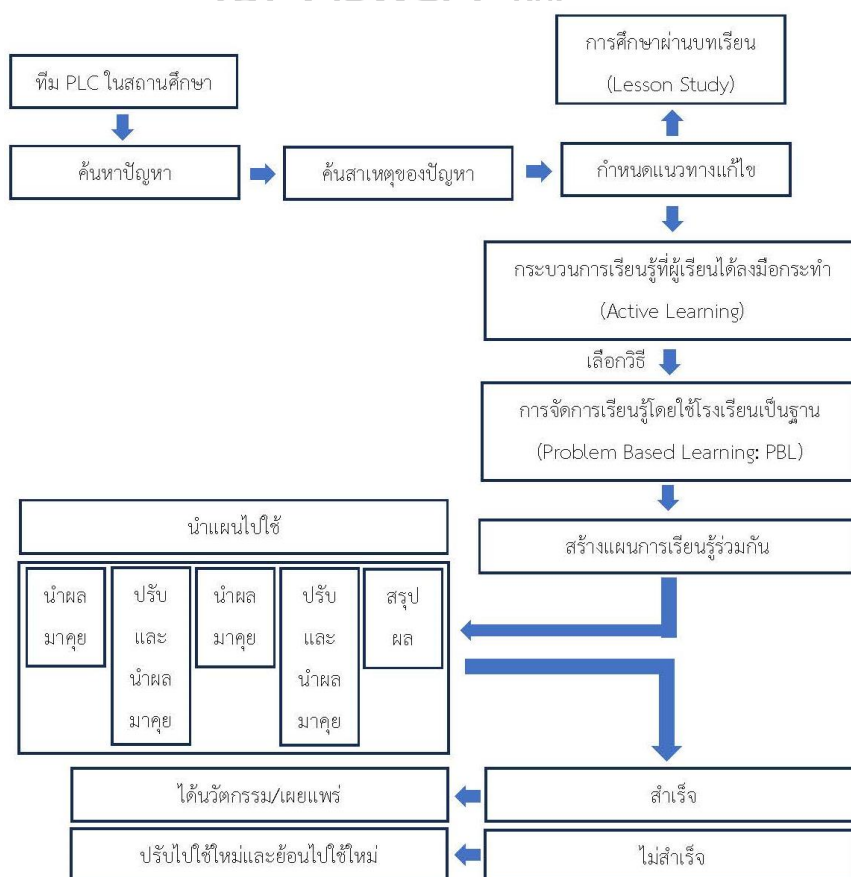 การศึกษาผ่านบทเรียน
(Lesson Study)
ทีม PLC ในสถานศึกษา
ค้นหาปัญหา
ค้นสาเหตุของปัญหา
กำหนดแนวทางแก้ไข
กระบวนการเรียนรู้ที่ผู้เรียนได้ลงมือกระทำ
(Active Learning)
เลือกวิธี
การจัดการเรียนรู้โดยใช้โรงเรียนเป็นฐาน
(Problem Based Learning: PBL)
สร้างแผนการเรียนรู้ร่วมกัน
นำแผนไปใช้
นำผล
มาคุย
ปรับ
และ
นำผล
มาคุย
นำผล
มาคุย
ปรับ
และ
นำผล
มาคุย
สรุป
ผล
สำเร็จ
ได้นวัตกรรม/เผยแพร่
ไม่สำเร็จ
ปรับไปใช้ใหม่และย้อนไปใช้ใหม่